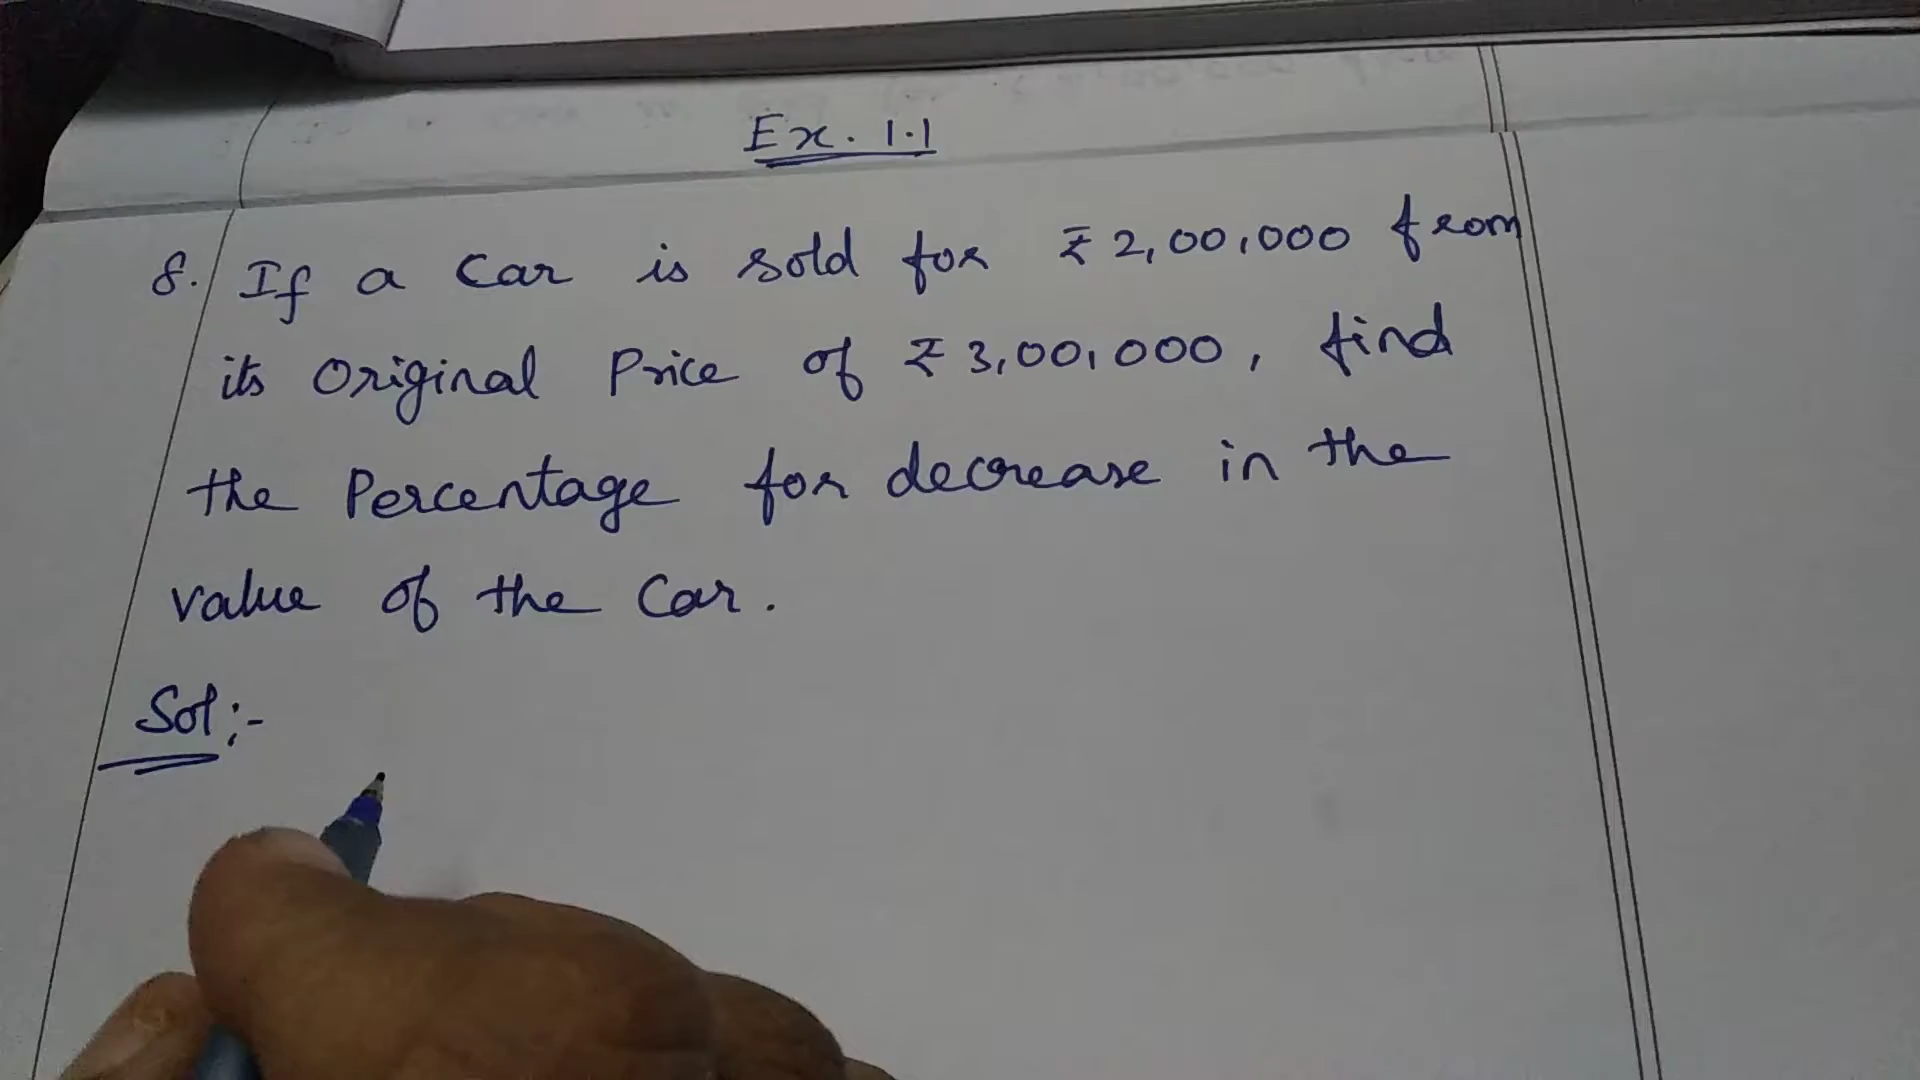 Ex. 1.1
8. If a car is sold for ₹ 2,00,000 from
its Original Price of ₹ 3,00,000, find
the Percentage for decrease in the
value of the Car.
Sol:-